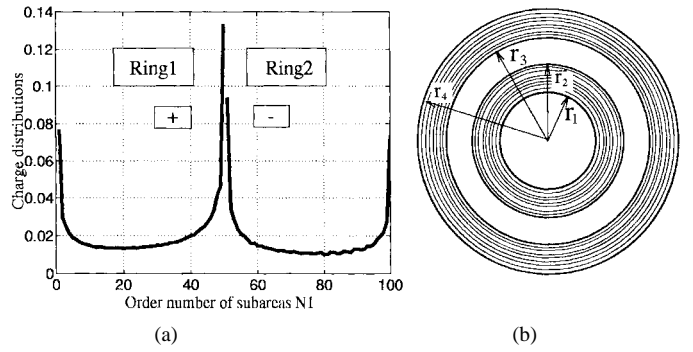 0.14
0.12
0.1
0.08
0.06
0.04
0.02
0
Charge distributions
Ring1
Ring2
+
-
0 20 40 60 80 100
Order number of subareas N1
(a)
r3
r2
r4
r1
(b)